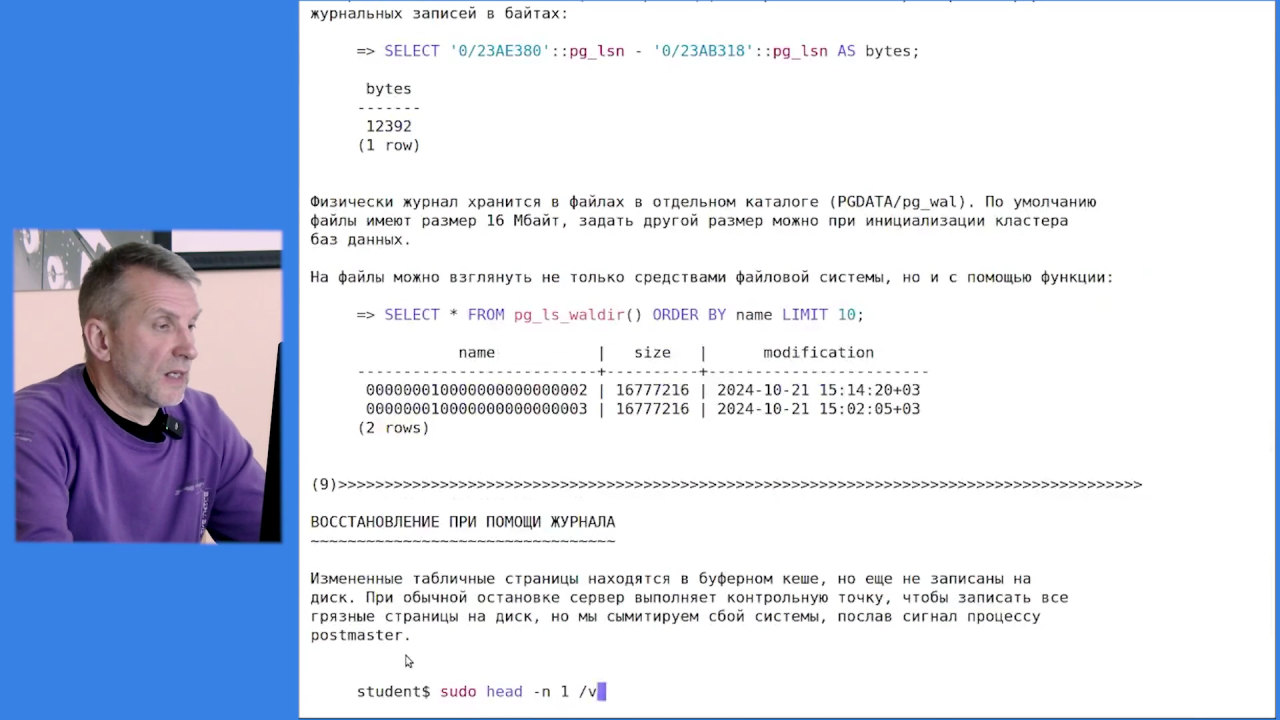 журнальных записей в байтах:
=> SELECT '0/23AE380'::pg_lsn - '0/23AB318'::pg_lsn AS bytes;
bytes
-------
12392
(1 row)
Физически журнал хранится в файлах в отдельном каталоге (PGDATA/pg_wal). По умолчанию
файлы имеют размер 16 Мбайт, задать другой размер можно при инициализации кластера
баз данных.
На файлы можно взглянуть не только средствами файловой системы, но и с помощью функции:
=> SELECT * FROM pg_ls_waldir() ORDER BY name LIMIT 10;
name | size | modification
--------------------------+----------+------------------------
000000010000000000000002 | 16777216 | 2024-10-21 15:14:20+03
000000010000000000000003 | 16777216 | 2024-10-21 15:02:05+03
(2 rows)
(9)>>>>>>>>>>>>>>>>>>>>>>>>>>>>>>>>>>>>>>>>>>>>>>>>>>>>>>>>>>>>>>>>>>>>>>>>>>>>>>>>>>>>>>>
ВОССТАНОВЛЕНИЕ ПРИ ПОМОЩИ ЖУРНАЛА
~~~~~~~~~~~~~~~~~~~~~~~~~~~~~~~~~
Измененные табличные страницы находятся в буферном кеше, но еще не записаны на
диск. При обычной остановке сервер выполняет контрольную точку, чтобы записать все
грязные страницы на диск, но мы сымитируем сбой системы, послав сигнал процессу
postmaster.
student$ sudo head -n 1 /v